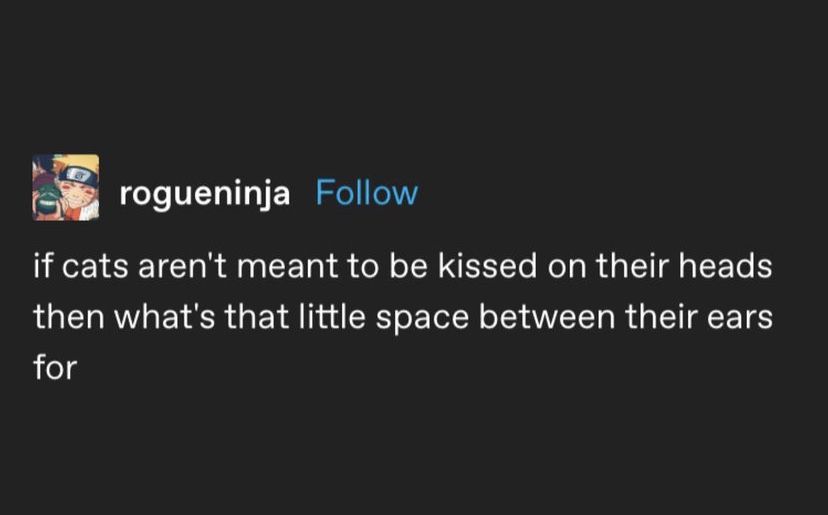 rogueninja Follow
if cats aren't meant to be kissed on their heads
then what's that little space between their ears
for